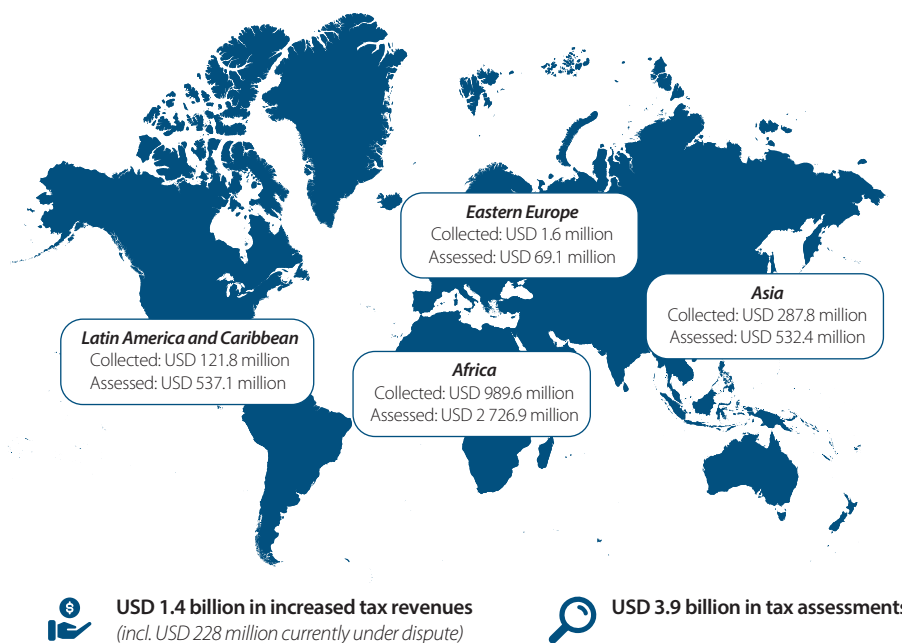 Eastern Europe
Collected: USD 1.6 million
Assessed: USD 69.1 million
Asia
Collected: USD 287.8 million
Assessed: USD 532.4 million
Latin America and Caribbean
Collected: USD 121.8 million
Assessed: USD 537.1 million
Africa
Collected: USD 989.6 million
Assessed: USD 2 726.9 million
$
USD 1.4 billion in increased tax revenues
(incl. USD 228 million currently under dispute)
USD 3.9 billion in tax assessments